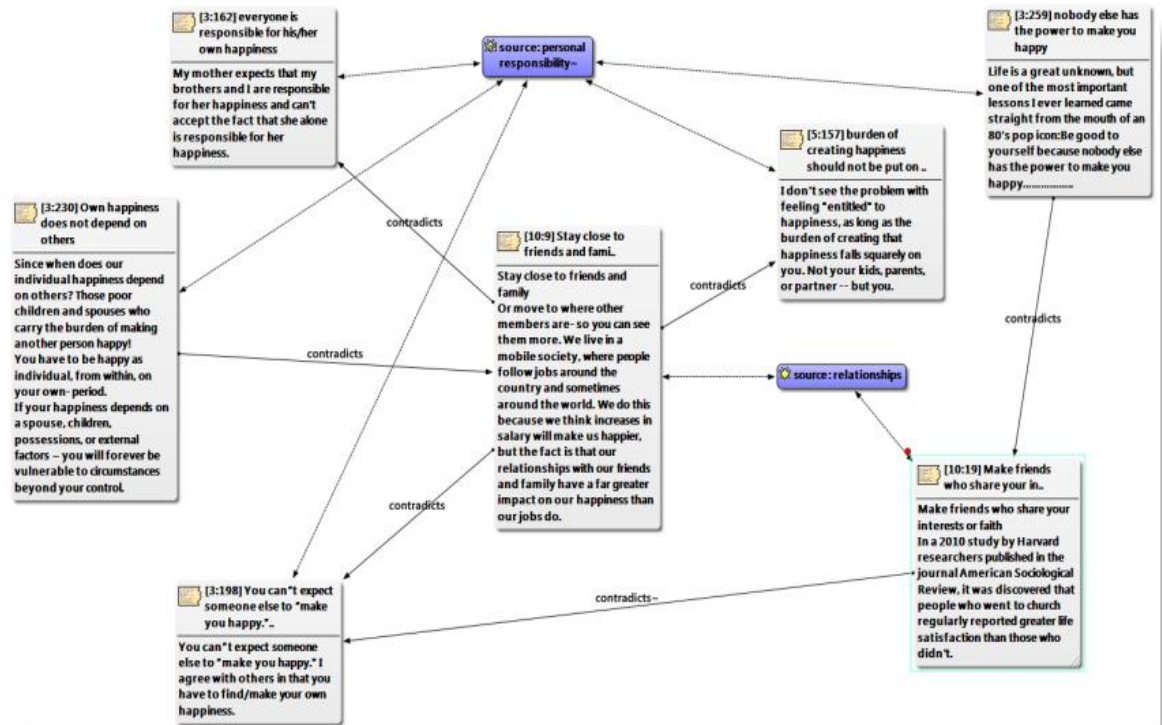 [3:162] everyone is
responsible for his/her
own happiness
My mother expects that my
brothers and I are responsible
for her happiness and can't
accept the fact that she alone
is responsible for her
happiness.
source: personal
responsibility~
[3:259] nobody else has
the power to make you
happy
Life is a great unknown, but
one of the most important
lessons I ever learned came
straight from the mouth of an
80's pop icon:Be good to
yourself because nobody else
has the power to make you
happy..................
[5:157] burden of
creating happiness
should not be put on ..
I don't see the problem with
feeling "entitled" to
happiness, as long as the
burden of creating that
happiness falls squarely on
you. Not your kids, parents,
or partner -- but you.
[3:230] Own happiness
does not depend on
others
Since when does our
individual happiness depend
on others? Those poor
children and spouses who
carry the burden of making
another person happy!
You have to be happy as
individual, from within, on
your own- period.
If your happiness depends on
a spouse, children,
possessions, or external
factors – you will forever be
vulnerable to circumstances
beyond your control.
contradicts
[10:9] Stay close to
friends and fami..
Stay close to friends and
family
Or move to where other
members are- so you can see
them more. We live in a
mobile society, where people
follow jobs around the
country and sometimes
around the world. We do this
because we think increases in
salary will make us happier,
but the fact is that our
relationships with our friends
and family have a far greater
impact on our happiness than
our jobs do.
contradicts
contradicts
contradicts
source: relationships
contradicts
[10:19] Make friends
who share your in..
Make friends who share your
interests or faith
In a 2010 study by Harvard
researchers published in the
journal American Sociological
Review, it was discovered that
people who went to church
regularly reported greater life
satisfaction than those who
didn't.
contradicts~
[3:198] You can"t expect
someone else to "make
you happy."..
You can"t expect someone
else to "make you happy." I
agree with others in that you
have to find/make your own
happiness.